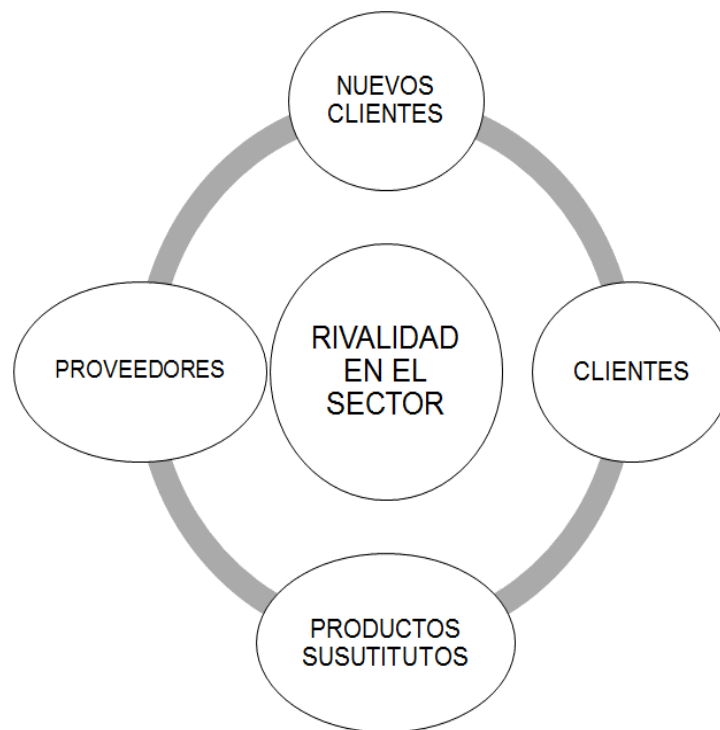 NUEVOS
CLIENTES
PROVEEDORES
RIVALIDAD
EN EL
SECTOR
CLIENTES
PRODUCTOS
SUSUTITUTOS